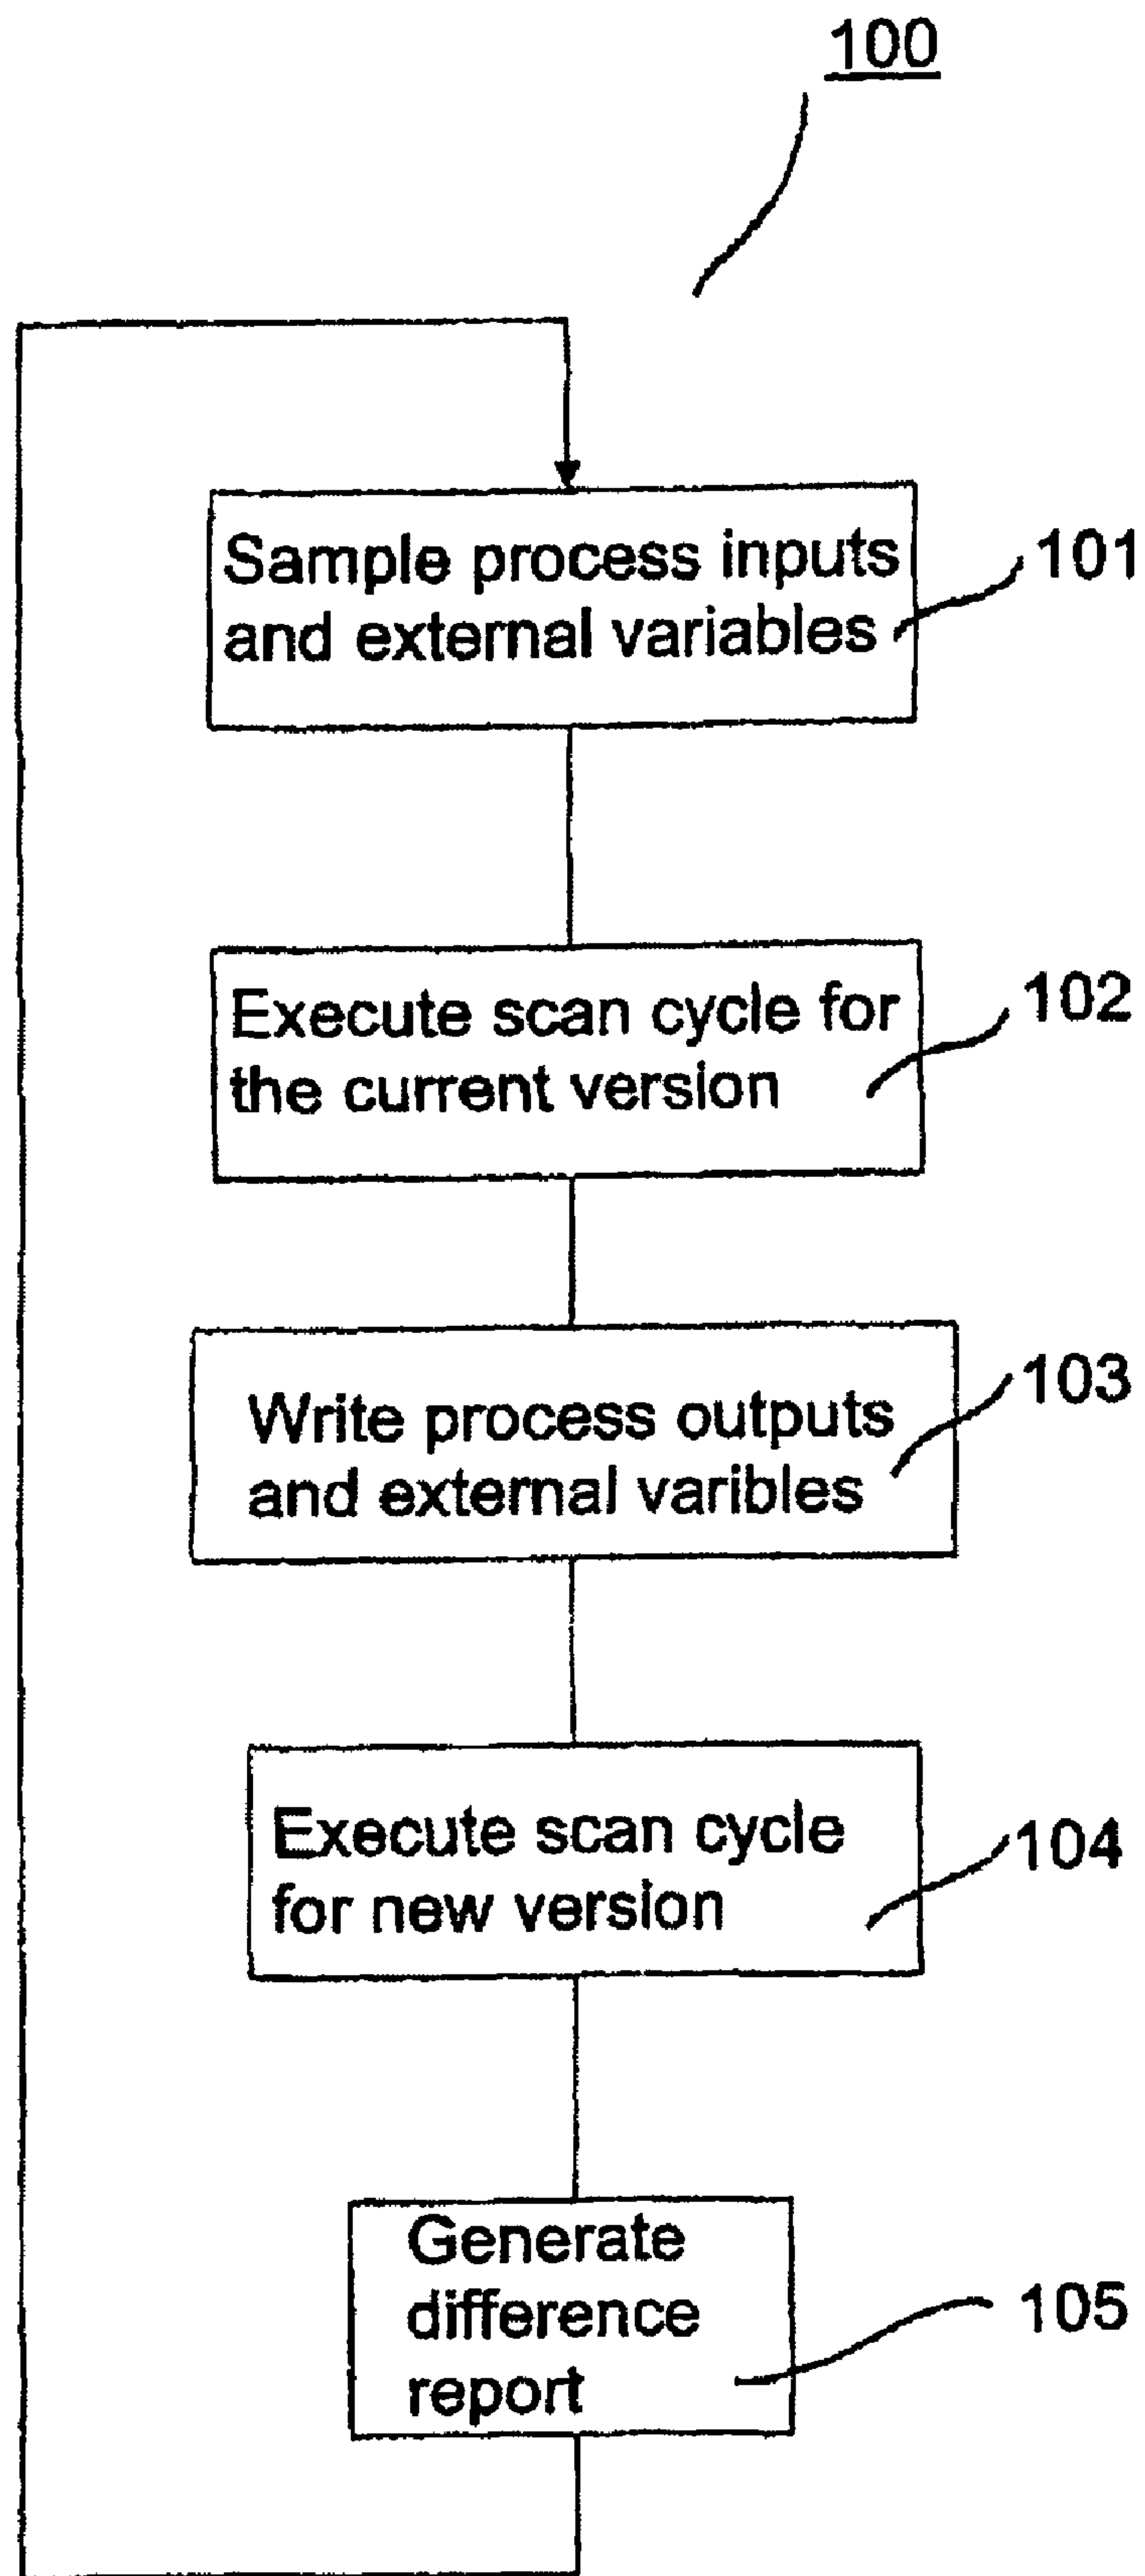 100
Sample process inputs
and external variables
101
Execute scan cycle for
the current version
102
Write process outputs
and external varibles
103
Execute scan cycle
for new version
104
Generate
difference
report
105